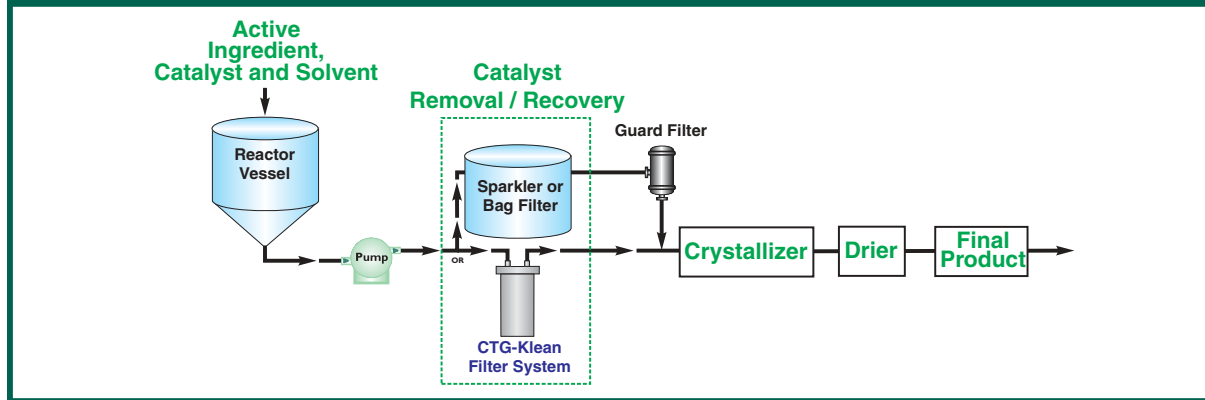 Active
Ingredient,
Catalyst and Solvent
Catalyst
Removal / Recovery
Guard Filter
Reactor
Vessel
Sparkler or
Bag Filter
Pump
OR
Crystallizer
Drier
Final
Product
CTG-Klean
Filter System